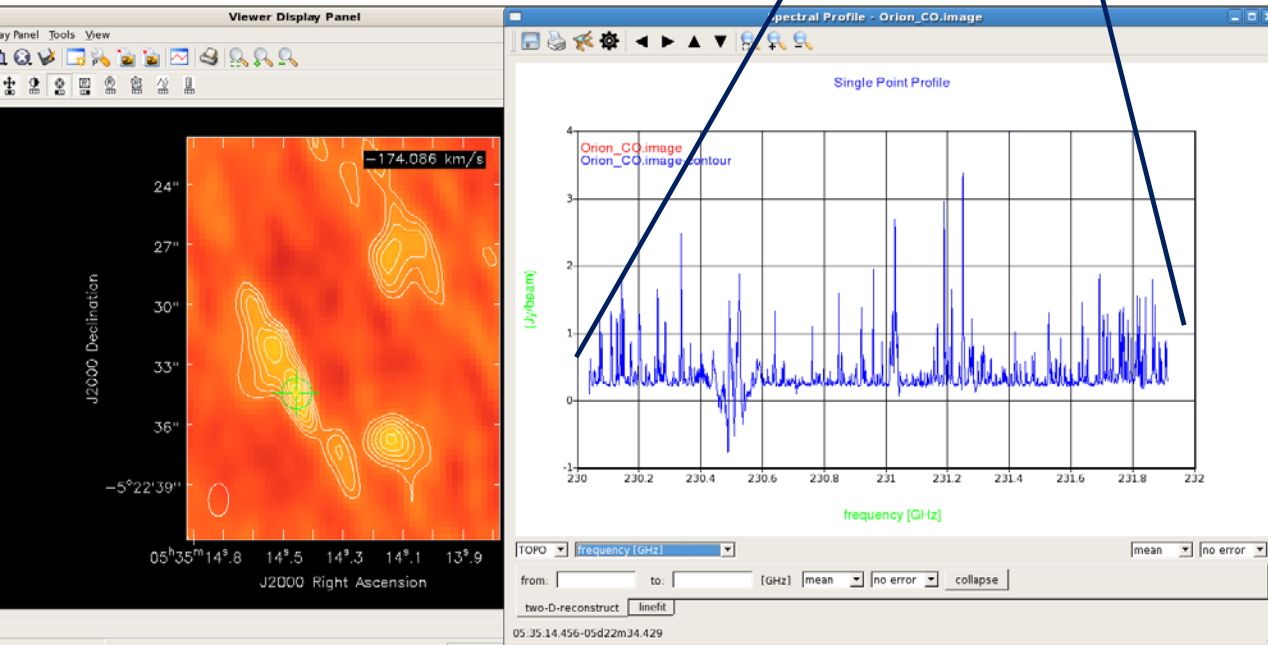 Viewer Display Panel
ay Panel Tools View
−174.086 km/s
24"
27"
30"
33"
36"
−5°22'39"
J2000 Declination
05h35m14s.8 14s.5 14s.3 14s.1 13s.9
J2000 Right Ascension
Spectral Profile - Orion_CO.image
Single Point Profile
Orion_CO.image
Orion_CO.image-contour
4
3
2
1
0
-1
(Jy/beam)
230 230.2 230.4 230.6 230.8 231 231.2 231.4 231.6 231.8 232
frequency [GHz]
TOPO frequency [GHz] mean no error
from: to: [GHz] mean no error collapse
two-D-reconstruct linefit
05:35:14.456-05d22m34.429